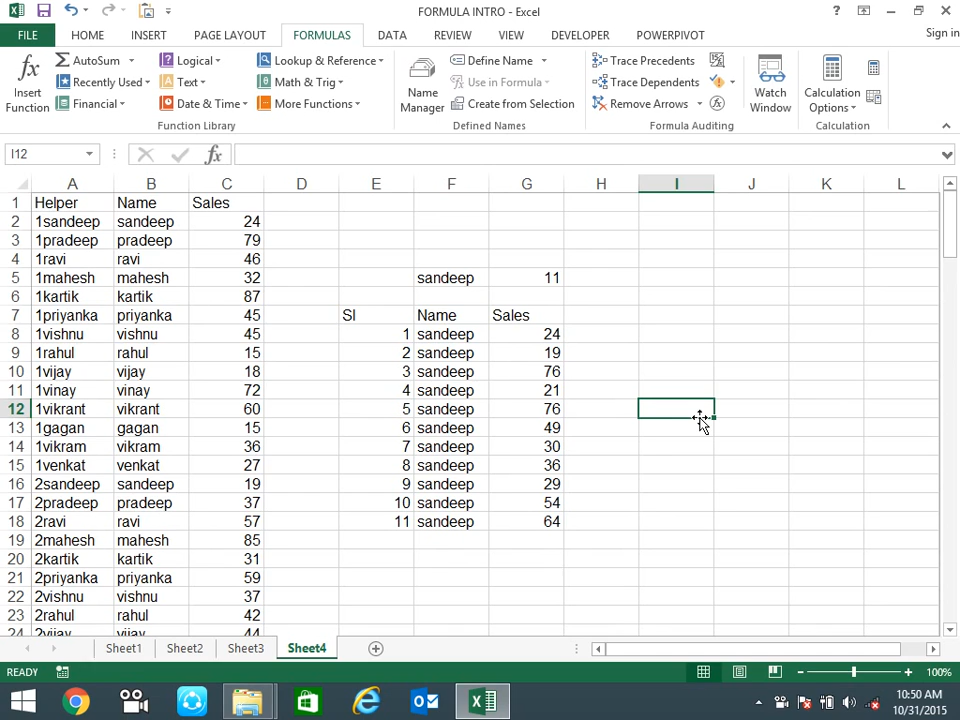 FORMULA INTRO - Excel
?
FILE HOME INSERT PAGE LAYOUT FORMULAS DATA REVIEW VIEW DEVELOPER POWERPIVOT Sign in
fx Insert Function
AutoSum Logical Lookup & Reference
Recently Used Text Math & Trig
Financial Date & Time More Functions
Function Library
Name Manager
Define Name
Use in Formula
Create from Selection
Defined Names
Trace Precedents
Trace Dependents
Remove Arrows
Formula Auditing
Watch Window
Calculation Options
Calculation
I12 fx
A B C D E F G H I J K L
1 Helper Name Sales
2 1sandeep sandeep 24
3 1pradeep pradeep 79
4 1ravi ravi 46
5 1mahesh mahesh 32 sandeep 11
6 1kartik kartik 87
7 1priyanka priyanka 45 Sl Name Sales
8 1vishnu vishnu 45 1 sandeep 24
9 1rahul rahul 15 2 sandeep 19
10 1vijay vijay 18 3 sandeep 76
11 1vinay vinay 72 4 sandeep 21
12 1vikrant vikrant 60 5 sandeep 76
13 1gagan gagan 15 6 sandeep 49
14 1vikram vikram 36 7 sandeep 30
15 1venkat venkat 27 8 sandeep 36
16 2sandeep sandeep 19 9 sandeep 29
17 2pradeep pradeep 37 10 sandeep 54
18 2ravi ravi 57 11 sandeep 64
19 2mahesh mahesh 85
20 2kartik kartik 31
21 2priyanka priyanka 59
22 2vishnu vishnu 37
23 2rahul rahul 42
24 2vijay vijay 44
Sheet1 Sheet2 Sheet3 Sheet4
READY 100%
10:50 AM
10/31/2015